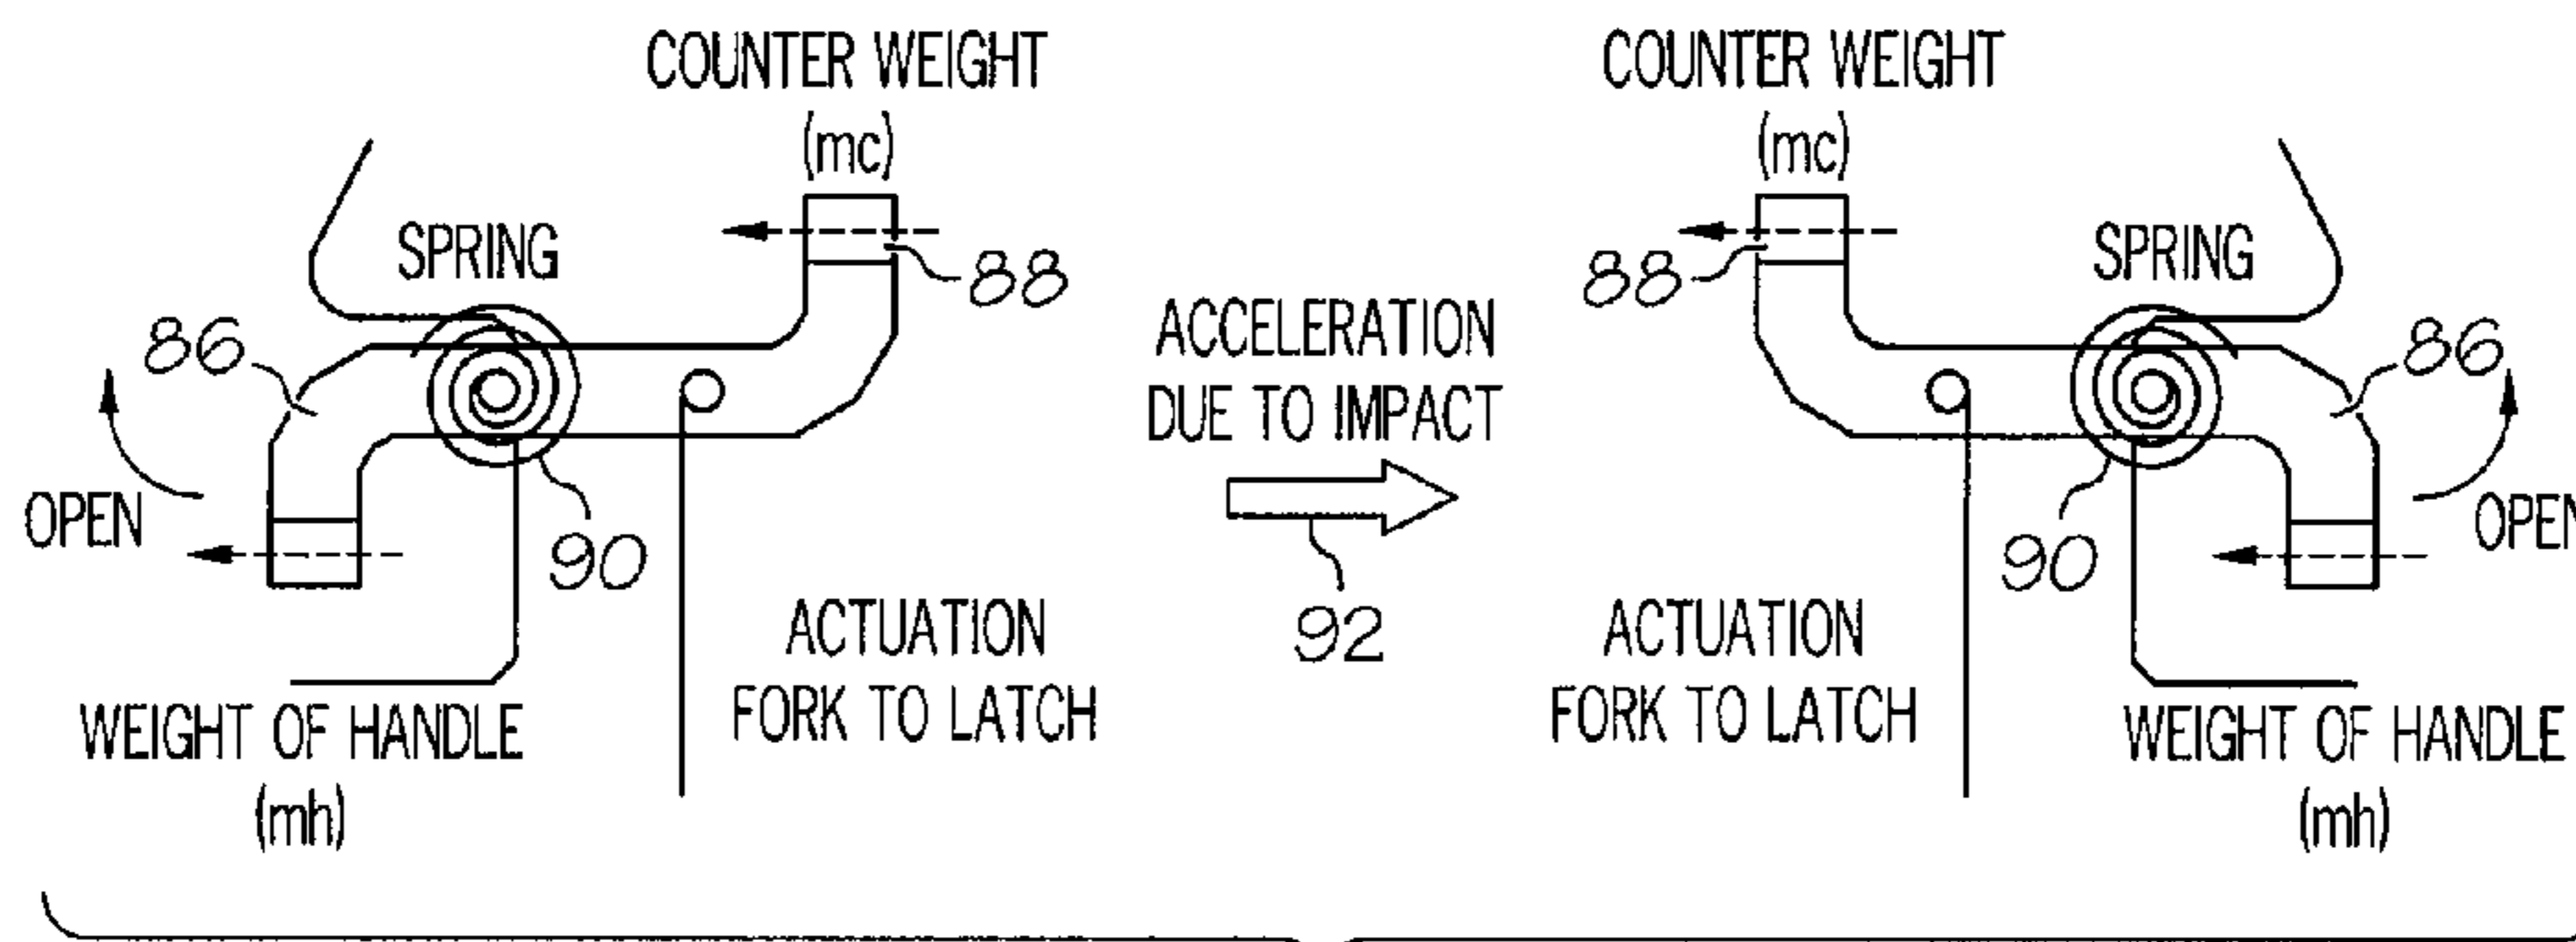 COUNTER WEIGHT
(mc)
SPRING
88
86
OPEN
90
WEIGHT OF HANDLE
(mh)
ACTUATION
FORK TO LATCH
ACCELERATION
DUE TO IMPACT
92
COUNTER WEIGHT
(mc)
88
SPRING
86
OPEN
90
ACTUATION
FORK TO LATCH
WEIGHT OF HANDLE
(mh)